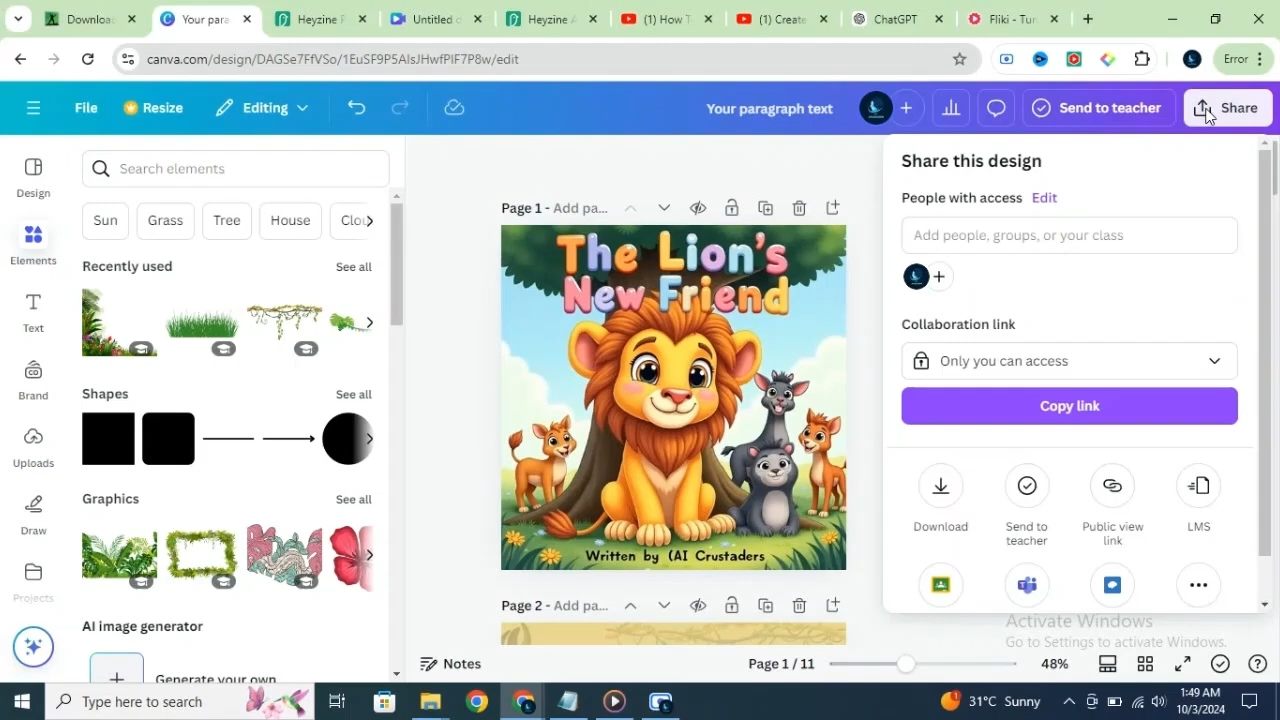 Downloac
Your para
Heyzine F
Untitled c
Heyzine A
(1) How T
(1) Create
ChatGPT
Fliki - Tur
canva.com/design/DAGSe7FfVSo/1EuSF9P5AlsJHwfPlF7P8w/edit
Error
File
Resize
Editing
Your paragraph text
Send to teacher
Share
Design
Elements
Text
Brand
Uploads
Draw
Projects
Search elements
Sun
Grass
Tree
House
Clou
Recently used
See all
Shapes
See all
Graphics
See all
AI image generator
Generate your own
Page 1 - Add pa...
The Lion's
New Friend
Written by (AI Crustaders
Page 2 - Add pa...
Share this design
People with access Edit
Add people, groups, or your class
Collaboration link
Only you can access
Copy link
Download
Send to
teacher
Public view
link
LMS
Activate Windows
Go to Settings to activate Windows.
Notes
Page 1 / 11
48%
Type here to search
1
31°C Sunny
1:49 AM
10/3/2024